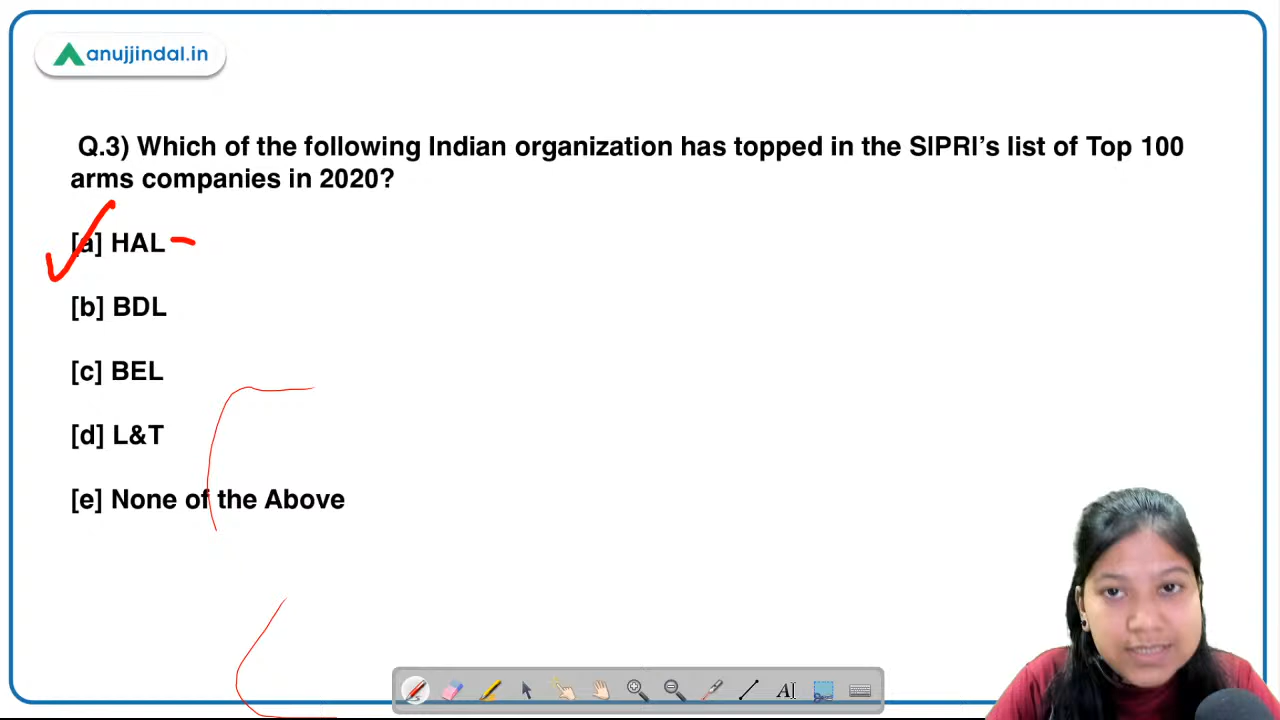 anujjindal.in
Q.3) Which of the following Indian organization has topped in the SIPRI's list of Top 100
arms companies in 2020?
[a] HAL
[b] BDL
[c] BEL
[d] L&T
[e] None of the Above